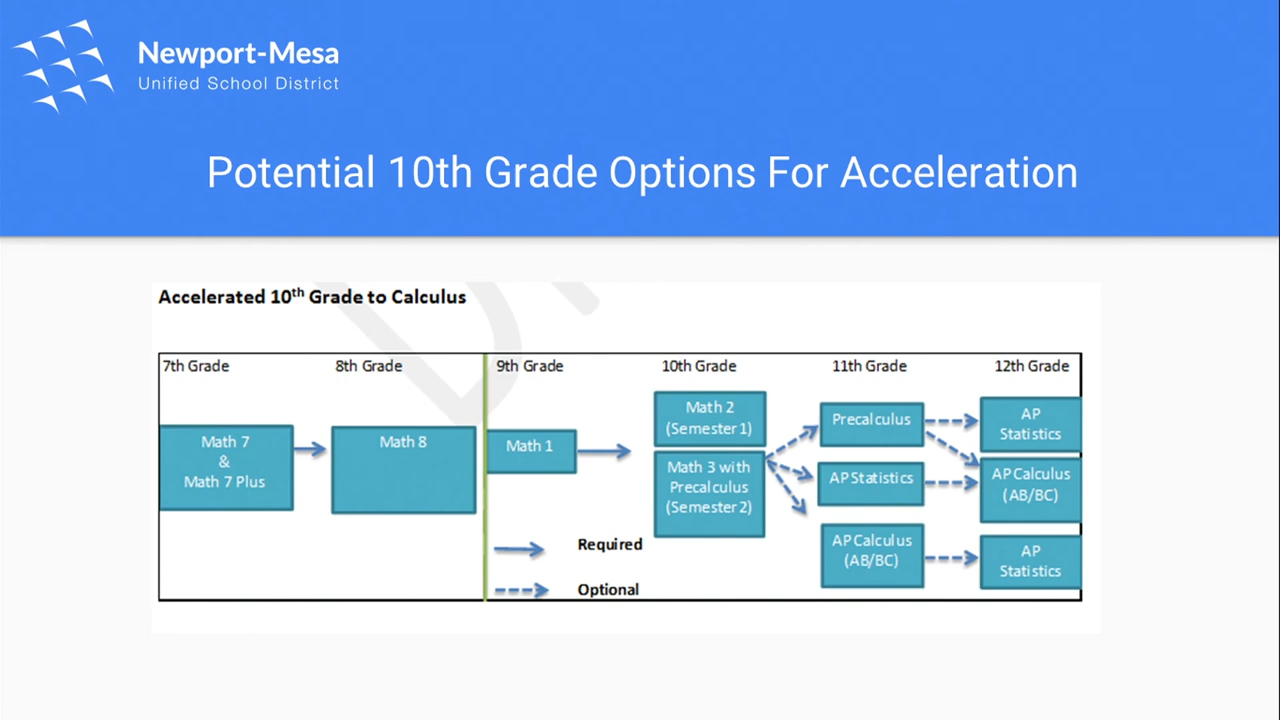 Newport-Mesa
Unified School District
Potential 10th Grade Options For Acceleration
Accelerated 10th Grade to Calculus
7th Grade
8th Grade
9th Grade
10th Grade
11th Grade
12th Grade
Math 7
&
Math 7 Plus
Math 8
Math 1
Math 2
(Semester 1)
Math 3 with
Precalculus
(Semester 2)
Precalculus
AP Statistics
AP Calculus
(AB/BC)
AP
Statistics
AP Calculus
(AB/BC)
AP
Statistics
Required
Optional